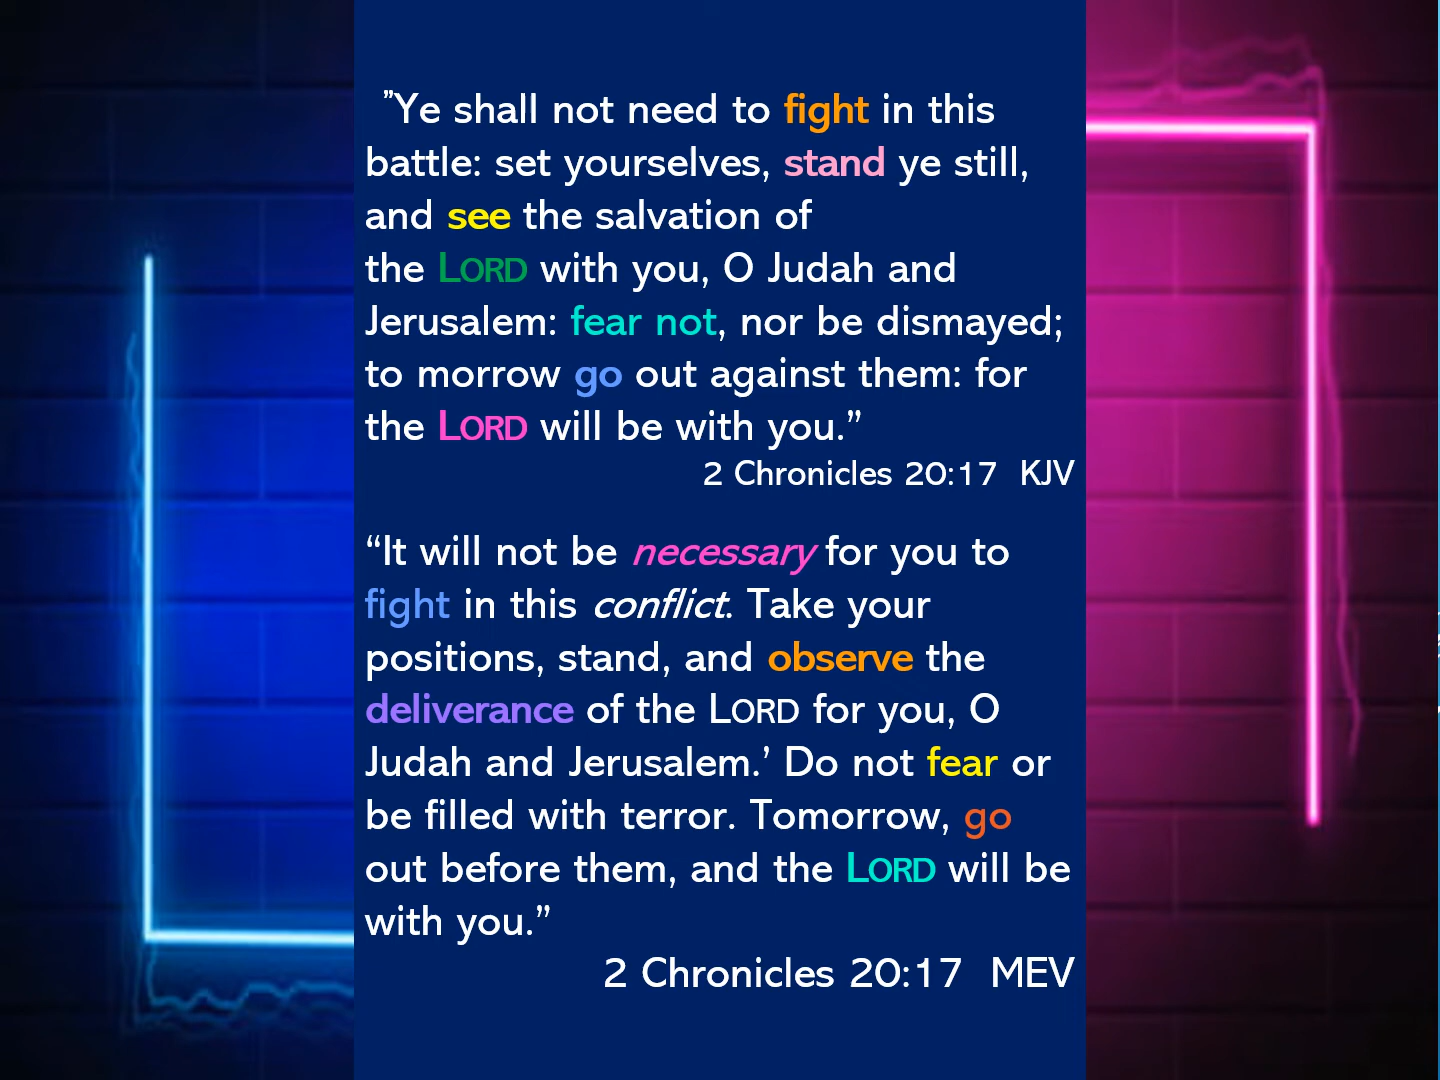 "Ye shall not need to fight in this
battle: set yourselves, stand ye still,
and see the salvation of
the LORD with you, O Judah and
Jerusalem: fear not, nor be dismayed;
to morrow go out against them: for
the LORD will be with you.”
2 Chronicles 20:17 KJV
“It will not be necessary for you to
fight in this conflict. Take your
positions, stand, and observe the
deliverance of the LORD for you, O
Judah and Jerusalem.’ Do not fear or
be filled with terror. Tomorrow, go
out before them, and the LORD will be
with you.”
2 Chronicles 20:17 MEV